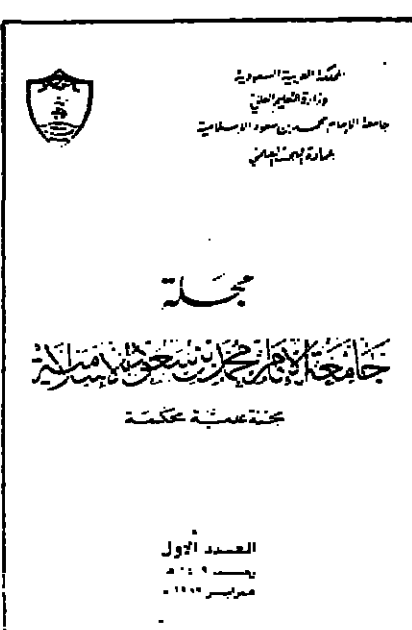 المملكة العربية السعودية
وزارة التعليم العالي
جامعة الإمام محمد بن سعود الإسلامية
عمادة البحث العلمي
مجلة
جامعة الإمام محمد بن سعود الإسلامية
مجلة علمية محكمة
العدد الأول
هـ